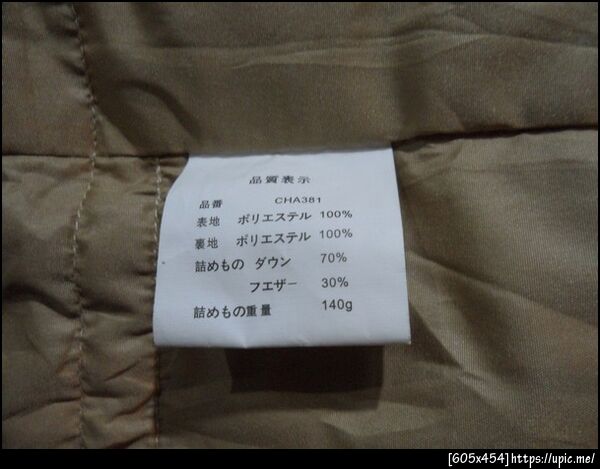 品質表示
品番 CHA381
表地 ポリエステル 100%
裏地 ポリエステル 100%
詰めもの ダウン 70%
フエザー 30%
詰めもの重量 140g
[605x454]https://upic.me/